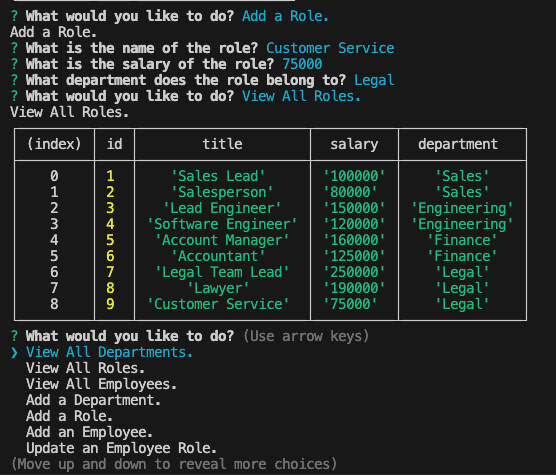 ? What would you like to do? Add a Role.
Add a Role.
? What is the name of the role? Customer Service
? What is the salary of the role? 75000
? What department does the role belong to? Legal
? What would you like to do? View All Roles.
View All Roles.
(index) id title salary department
0 1 'Sales Lead' '100000' 'Sales'
1 2 'Salesperson' '80000' 'Sales'
2 3 'Lead Engineer' '150000' 'Engineering'
3 4 'Software Engineer' '120000' 'Engineering'
4 5 'Account Manager' '160000' 'Finance'
5 6 'Accountant' '125000' 'Finance'
6 7 'Legal Team Lead' '250000' 'Legal'
7 8 'Lawyer' '190000' 'Legal'
8 9 'Customer Service' '75000' 'Legal'
? What would you like to do? (Use arrow keys)
❯ View All Departments.
View All Roles.
View All Employees.
Add a Department.
Add a Role.
Add an Employee.
Update an Employee Role.
(Move up and down to reveal more choices)